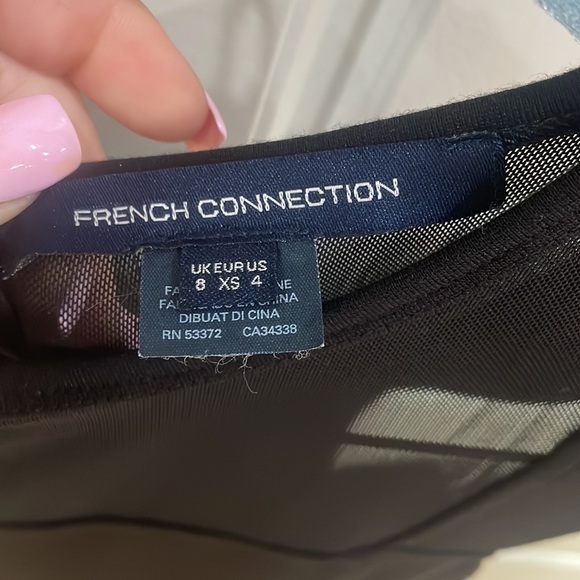 FRENCH CONNECTION
UK EUR US
8 XS 4
DIBUAT DI CINA
RN 53372 CA34338